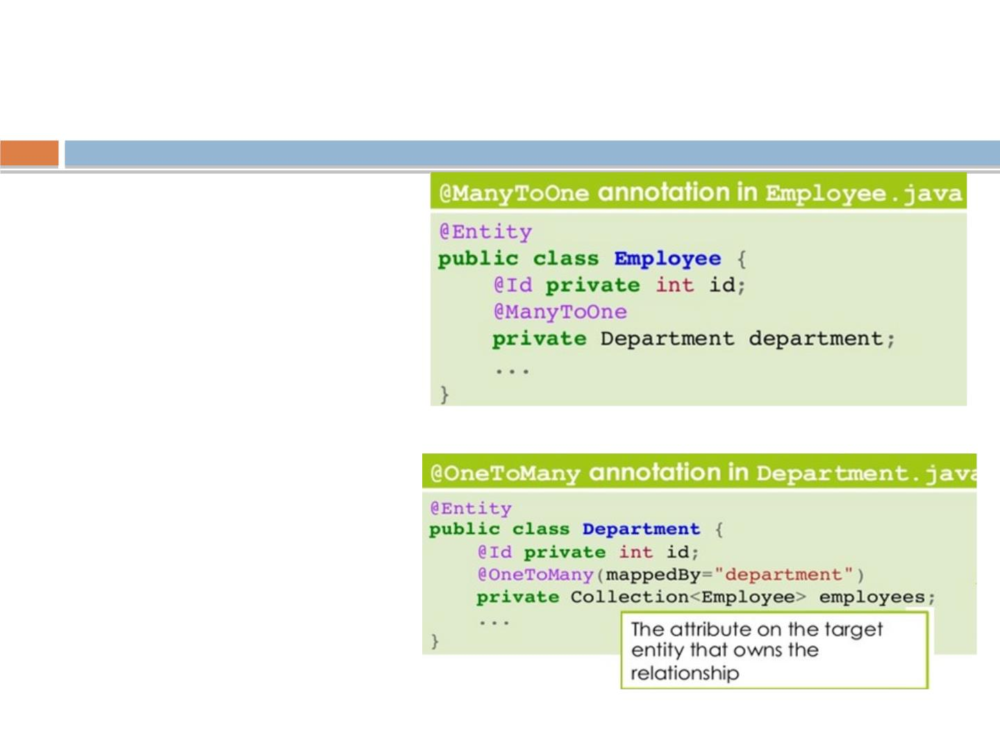 @ManyToOne annotation in Employee.java
@Entity
public class Employee {
@Id private int id;
@ManyToOne
private Department department;
...
}
@OneToMany annotation in Department.java
@Entity
public class Department {
@Id private int id;
@OneToMany(mappedBy="department")
private Collection<Employee> employees;
...
}
The attribute on the target
entity that owns the
relationship